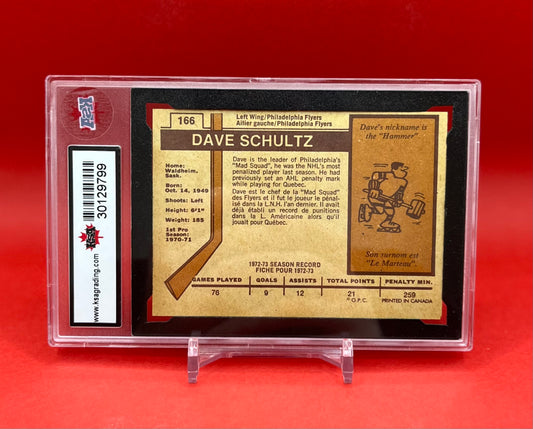 KSA
www.ksagrading.com
30129799
KSA
166
Left Wing/Philadelphia Flyers
Ailier gauche/Philadelphia Flyers
DAVE SCHULTZ
Home:
Waldheim,
Sask.
Born:
Oct. 14, 1949
Shoots: Left
Height: 6'1"
Weight: 185
1st Pro
Season:
1970-71
Dave is the leader of Philadelphia's
"Mad Squad", he was the NHL's most
penalized player last season. He had
previously set an AHL penalty mark
while playing for Quebec.
Dave est le chef de la "Mad Squad"
des Flyers et il fut le joueur le pénal-
isé dans la L.N.H. l'an dernier. Il avait
déja établi un record de punitions
dans la L. Américaine alors qu'il
jouait pour Québec.
Dave's nickname is
the "Hammer".
Son surnom est
"Le Marteau".
1972-73 SEASON RECORD
FICHE POUR 1972-73
GAMES PLAYED GOALS ASSISTS TOTAL POINTS PENALTY MIN.
76 9 12 21 259
© O.P.C. PRINTED IN CANADA